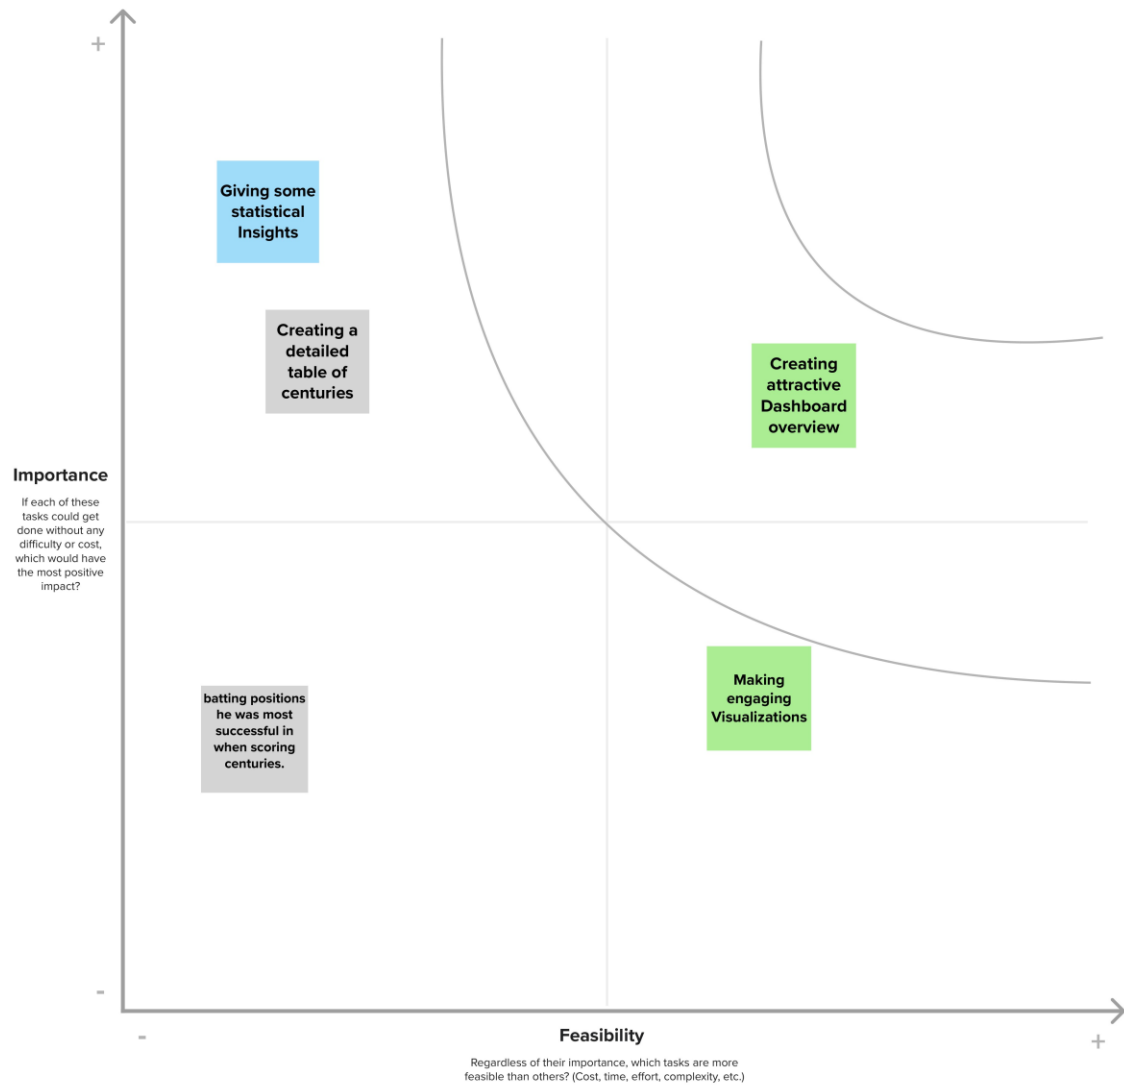 +
Giving some
statistical
Insights
Creating a
detailed
table of
centuries
Creating
attractive
Dashboard
overview
Importance
If each of these
tasks could get
done without any
difficulty or cost,
which would have
the most positive
impact?
batting positions
he was most
successful in
when scoring
centuries.
Making
engaging
Visualizations
-
-
Feasibility
+
Regardless of their importance, which tasks are more
feasible than others? (Cost, time, effort, complexity, etc.)